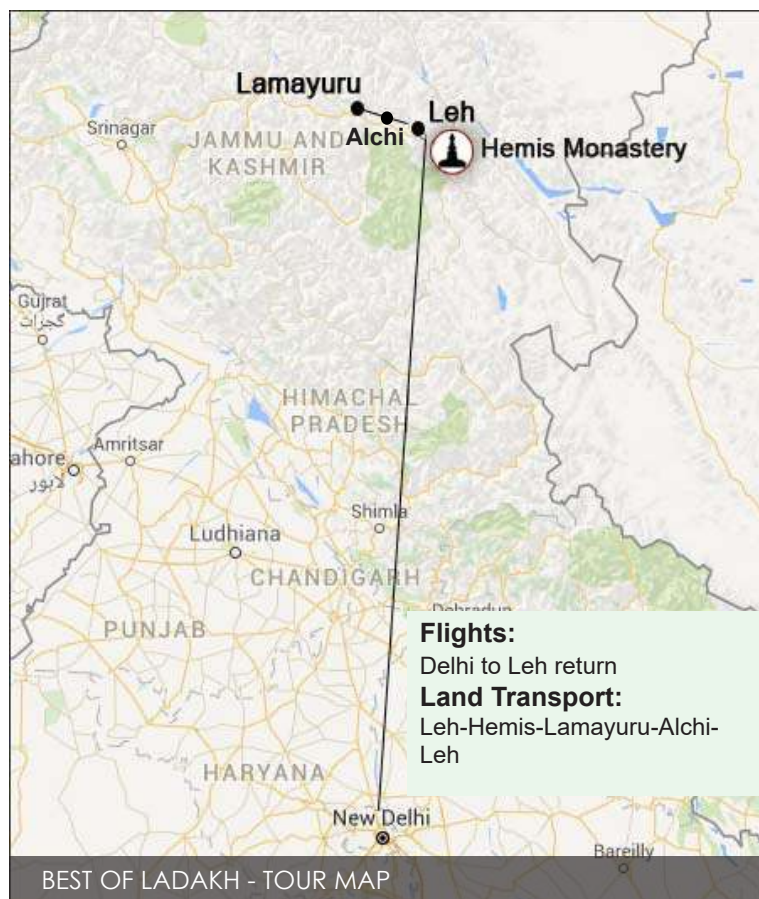 Lamayuru
Leh
Alchi
Hemis Monastery
Srinagar
JAMMU AND
KASHMIR
Gujrat
گجرات
HIMACHAL
PRADESH
Amritsar
ahore
لاہور
Shimla
Ludhiana
CHANDIGARH
Dehradun
PUNJAB
Flights:
Delhi to Leh return
Land Transport:
Leh-Hemis-Lamayuru-Alchi-
Leh
HARYANA
New Delhi
Bareilly
BEST OF LADAKH - TOUR MAP